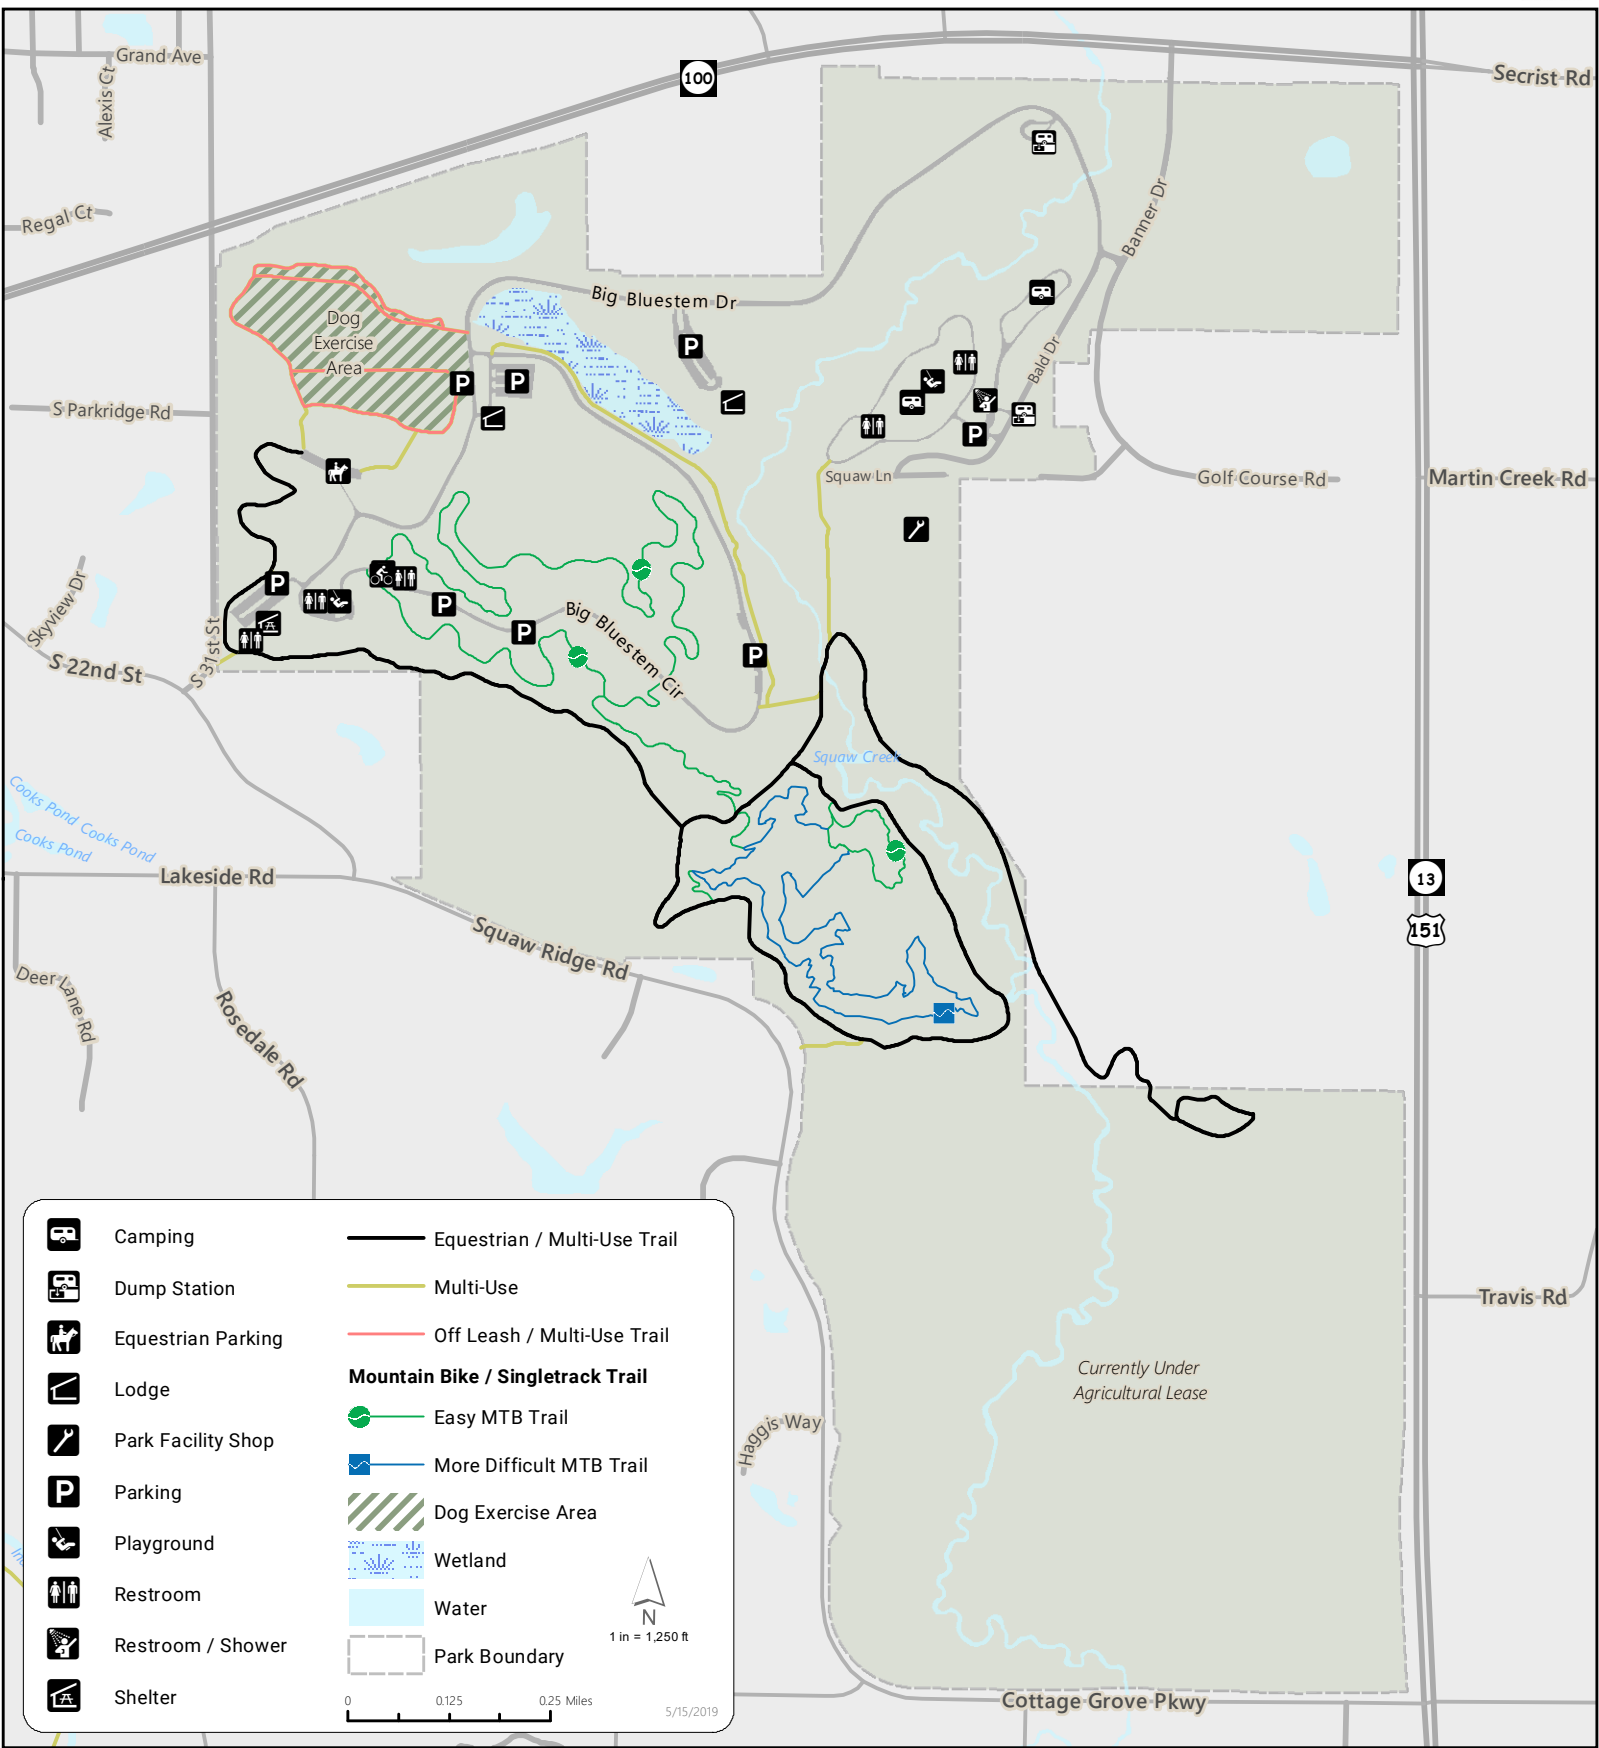 Grand Ave
Alexis Ct
100
Secrist Rd
Regal Ct
Banner Dr
Big Bluestem Dr
Dog
Exercise
Area
P
P
P
Bald Dr
S Parkridge Rd
P
Squaw Ln
Golf Course Rd
Martin Creek Rd
Skyview Dr
P
P
P
Big Bluestem Cir
S 31st St
P
S 22nd St
Squaw Creek
Cooks Pond Cooks Pond
Cooks Pond
Lakeside Rd
13
151
Squaw Ridge Rd
Deer Lane Rd
Rosedale Rd
Travis Rd
Currently Under
Agricultural Lease
Haggis Way
Cottage Grove Pkwy
Camping
Dump Station
Equestrian Parking
Lodge
Park Facility Shop
P
Parking
Playground
Restroom
Restroom / Shower
Shelter
Equestrian / Multi-Use Trail
Multi-Use
Off Leash / Multi-Use Trail
Mountain Bike / Singletrack Trail
Easy MTB Trail
More Difficult MTB Trail
Dog Exercise Area
Wetland
Water
Park Boundary
N
1 in = 1,250 ft
0 0.125 0.25 Miles
5/15/2019